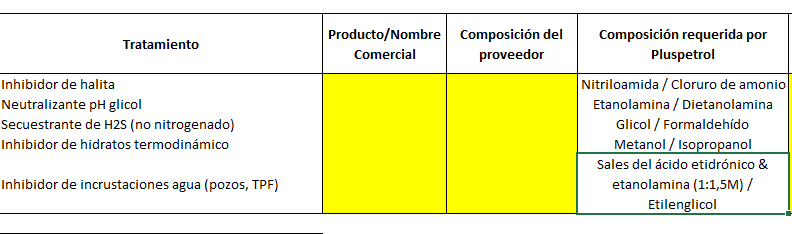 Tratamiento
Producto/Nombre
Comercial
Composición del
proveedor
Composición requerida por
Pluspetrol
Inhibidor de halita
Nitriloamida / Cloruro de amonio
Neutralizante pH glicol
Etanolamina / Dietanolamina
Secuestrante de H2S (no nitrogenado)
Glicol / Formaldehído
Inhibidor de hidratos termodinámico
Metanol / Isopropanol
Inhibidor de incrustaciones agua (pozos, TPF)
Sales del ácido etidrónico &
etanolamina (1:1,5M) /
Etilenglicol